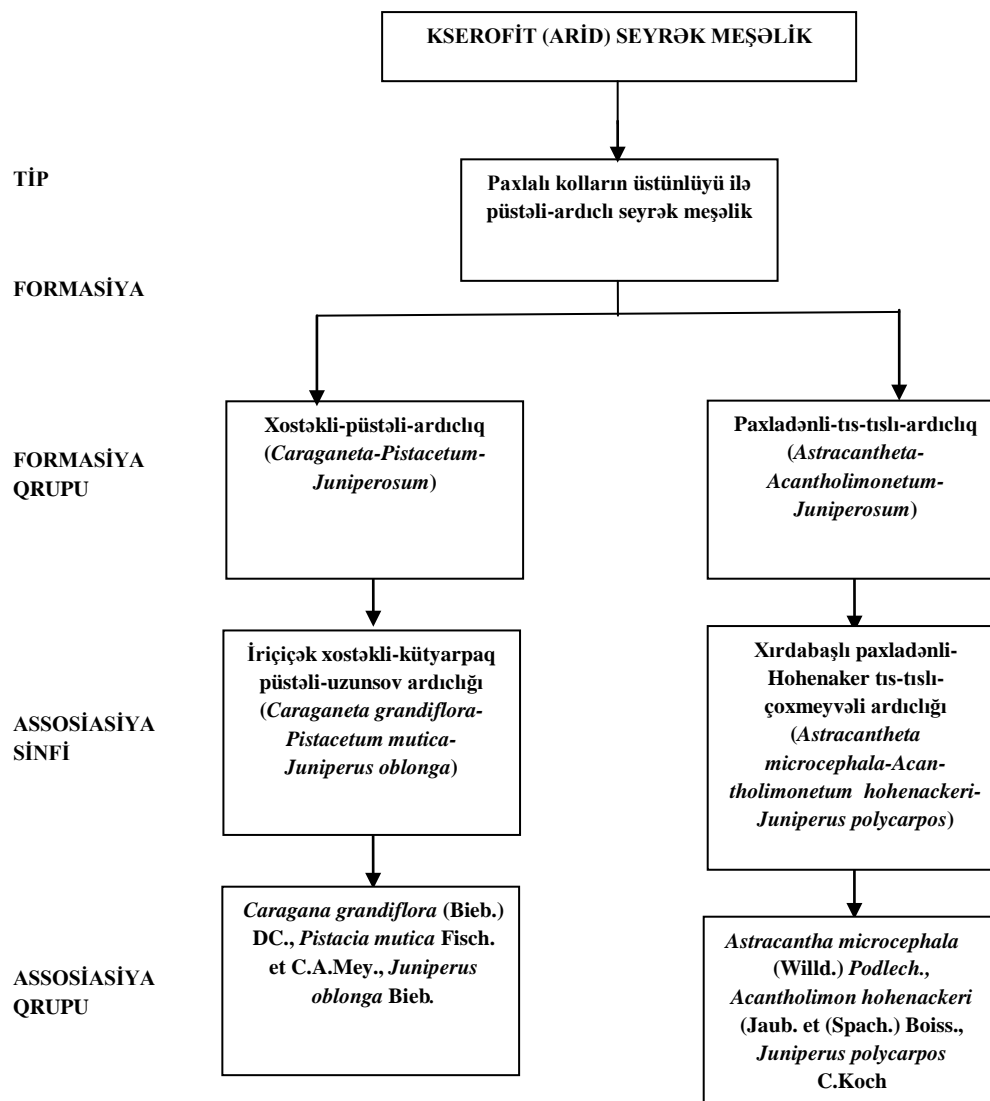 KSEROFİT (ARİD) SEYRƏK MEŞƏLİK
TİP
Paxlalı kolların üstünlüyü ilə
püstəli-ardıclı seyrək meşəlik
FORMASİYA
FORMASİYA
QRUPU
Xostəkli-püstəli-ardıclıq
(Caraganeta-Pistacetum-
Juniperosum)
Paxladənli-tıs-tıslı-ardıclıq
(Astracantheta-
Acantholimonetum-
Juniperosum)
ASSOSİASİYA
SİNFİ
İriçiçək xostəkli-kütyarpaq
püstəli-uzunsov ardıclığı
(Caraganeta grandiflora-
Pistacetum mutica-
Juniperus oblonga)
Xırdabaşlı paxladənli-
Hohenaker tıs-tıslı-
çoxmeyvəli ardıclığı
(Astracantheta
microcephala-Acan-
tholimonetum hohenackeri-
Juniperus polycarpos)
ASSOSİASİYA
QRUPU
Caragana grandiflora (Bieb.)
DC., Pistacia mutica Fisch.
et C.A.Mey., Juniperus
oblonga Bieb.
Astracantha microcephala
(Willd.) Podlech.,
Acantholimon hohenackeri
(Jaub. et (Spach.) Boiss.,
Juniperus polycarpos
C.Koch